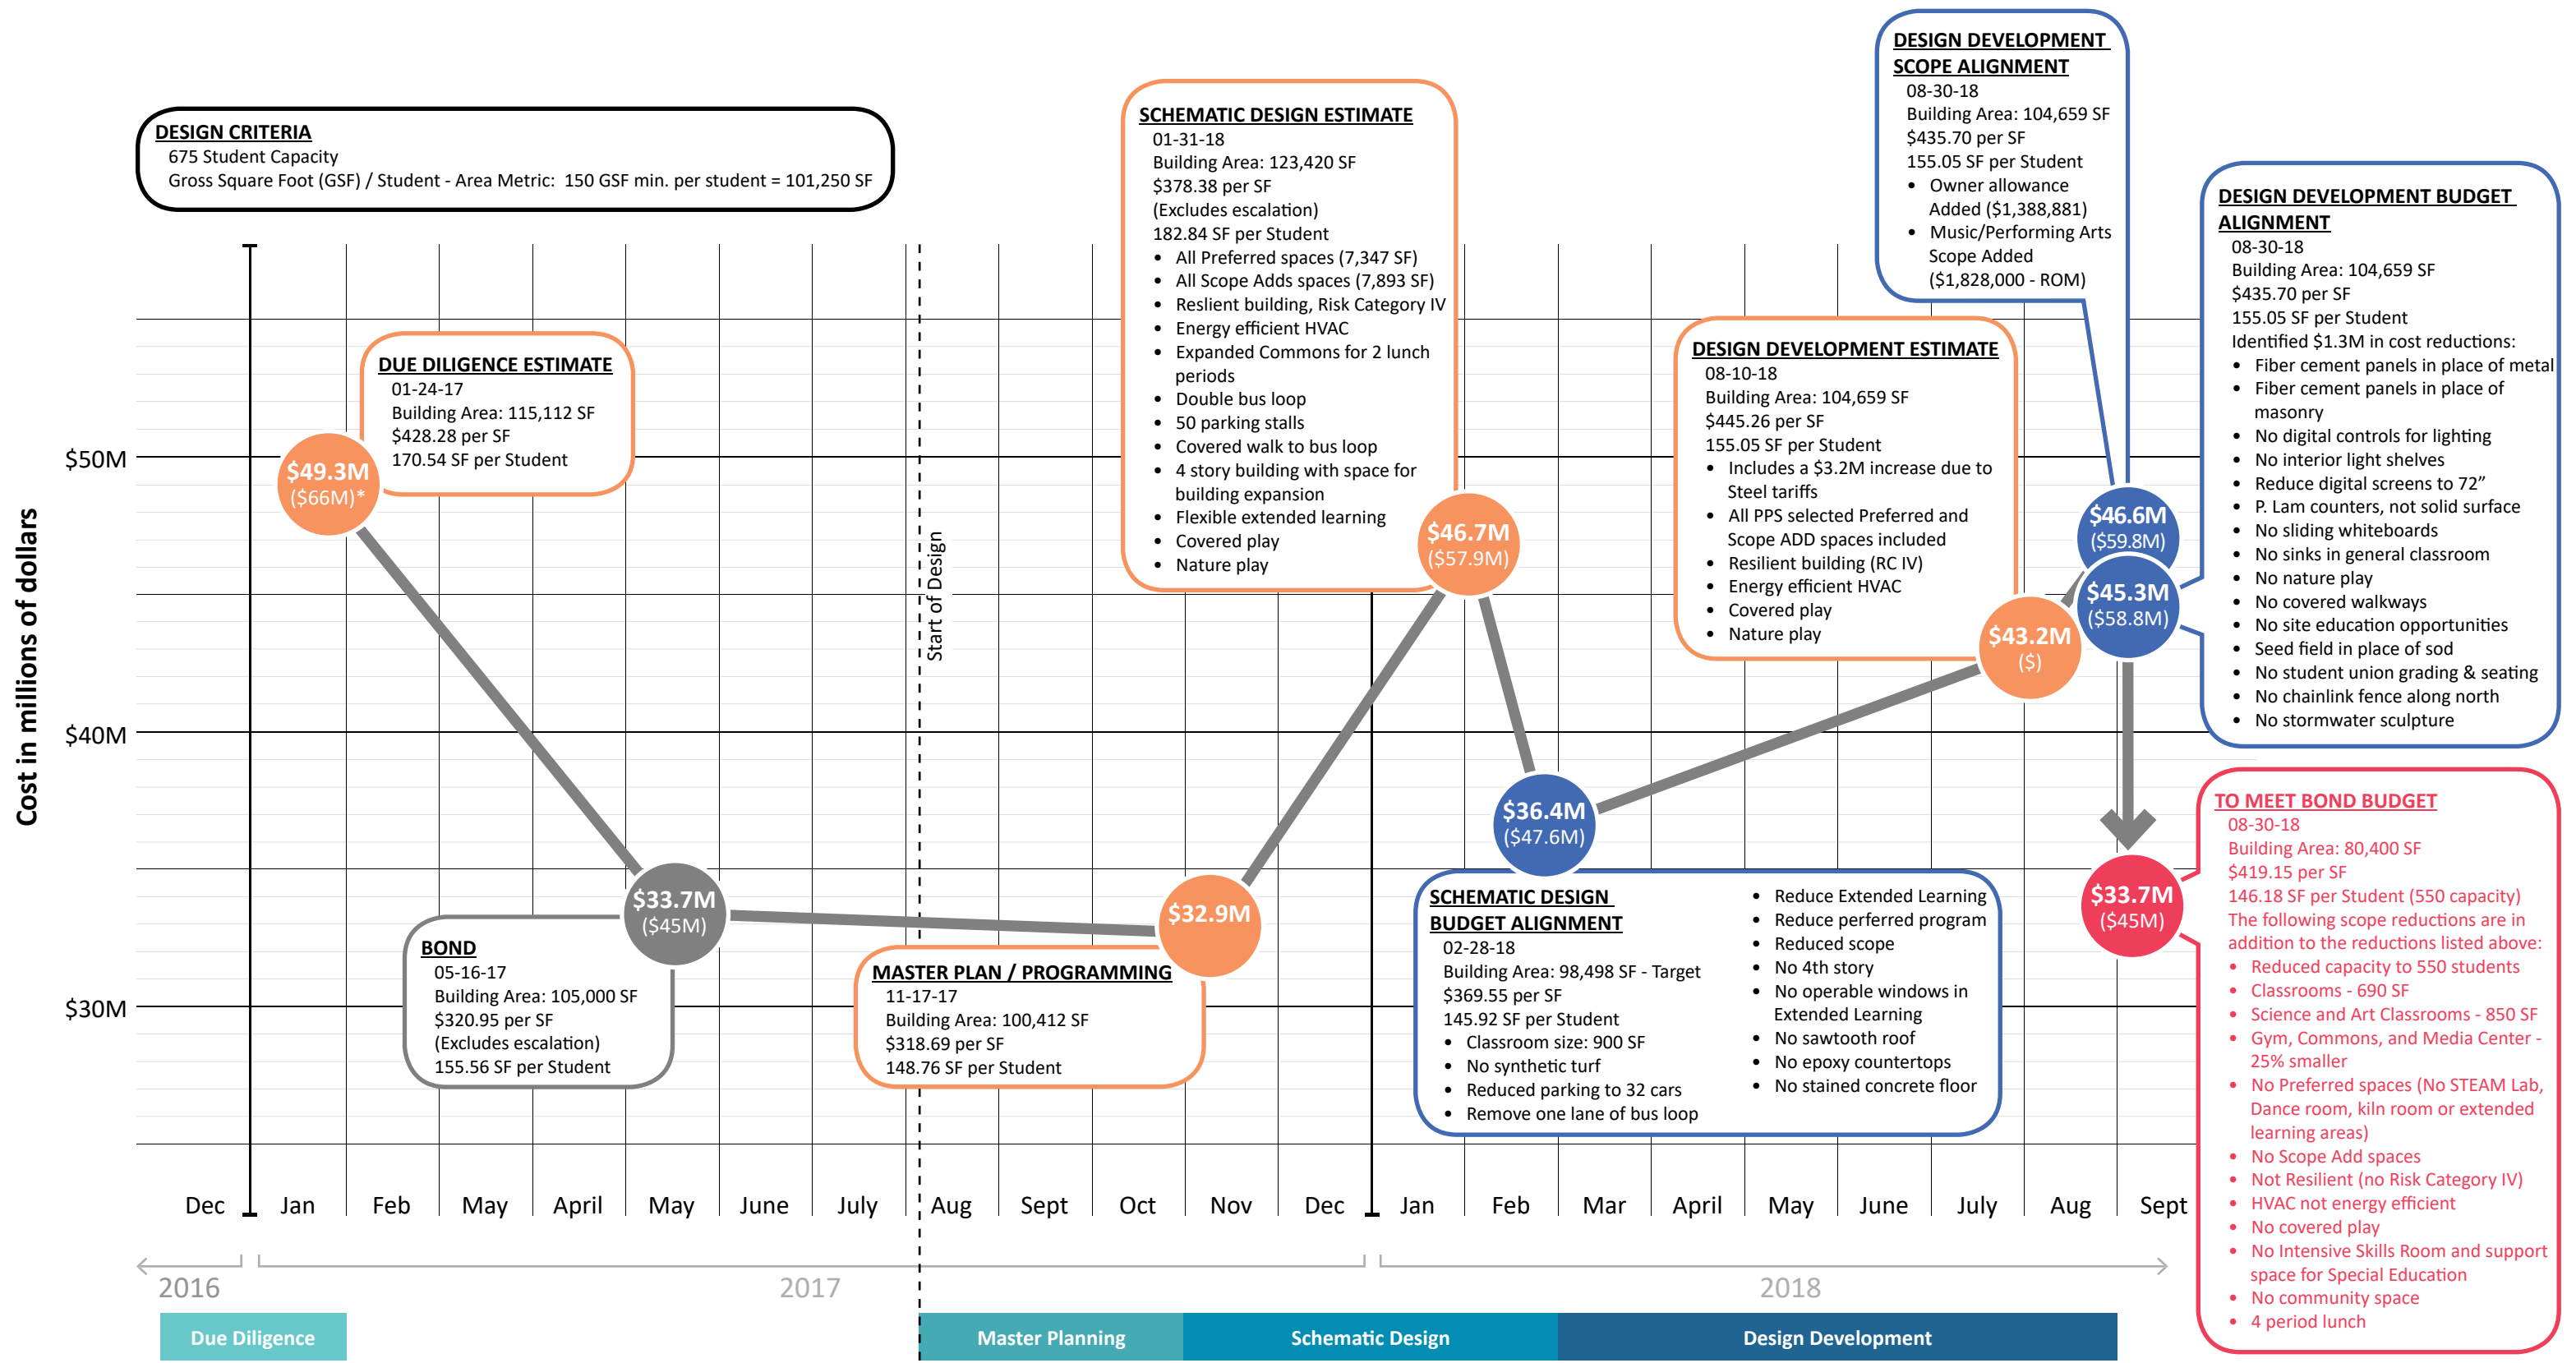 DESIGN CRITERIA
675 Student Capacity
Gross Square Foot (GSF) / Student - Area Metric: 150 GSF min. per student = 101,250 SF
DUE DILIGENCE ESTIMATE
01-24-17
Building Area: 115,112 SF
$428.28 per SF
170.54 SF per Student
$49.3M
($66M)*
BOND
05-16-17
Building Area: 105,000 SF
$320.95 per SF
(Excludes escalation)
155.56 SF per Student
$33.7M
($45M)
Start of Design
MASTER PLAN / PROGRAMMING
11-17-17
Building Area: 100,412 SF
$318.69 per SF
148.76 SF per Student
$32.9M
SCHEMATIC DESIGN ESTIMATE
01-31-18
Building Area: 123,420 SF
$378.38 per SF
(Excludes escalation)
182.84 SF per Student
• All Preferred spaces (7,347 SF)
• All Scope Adds spaces (7,893 SF)
• Reslient building, Risk Category IV
• Energy efficient HVAC
• Expanded Commons for 2 lunch
periods
• Double bus loop
• 50 parking stalls
• Covered walk to bus loop
• 4 story building with space for
building expansion
• Flexible extended learning
• Covered play
• Nature play
$46.7M
($57.9M)
SCHEMATIC DESIGN
BUDGET ALIGNMENT
02-28-18
Building Area: 98,498 SF - Target
$369.55 per SF
145.92 SF per Student
• Classroom size: 900 SF
• No synthetic turf
• Reduced parking to 32 cars
• Remove one lane of bus loop
• Reduce Extended Learning
• Reduce perferred program
• Reduced scope
• No 4th story
• No operable windows in
Extended Learning
• No sawtooth roof
• No epoxy countertops
• No stained concrete floor
$36.4M
($47.6M)
DESIGN DEVELOPMENT ESTIMATE
08-10-18
Building Area: 104,659 SF
$445.26 per SF
155.05 SF per Student
• Includes a $3.2M increase due to
Steel tariffs
• All PPS selected Preferred and
Scope ADD spaces included
• Resilient building (RC IV)
• Energy efficient HVAC
• Covered play
• Nature play
$43.2M
($)
DESIGN DEVELOPMENT
SCOPE ALIGNMENT
08-30-18
Building Area: 104,659 SF
$435.70 per SF
155.05 SF per Student
• Owner allowance
Added ($1,388,881)
• Music/Performing Arts
Scope Added
($1,828,000 - ROM)
$46.6M
($59.8M)
DESIGN DEVELOPMENT BUDGET
ALIGNMENT
08-30-18
Building Area: 104,659 SF
$435.70 per SF
155.05 SF per Student
Identified $1.3M in cost reductions:
• Fiber cement panels in place of metal
• Fiber cement panels in place of
masonry
• No digital controls for lighting
• No interior light shelves
• Reduce digital screens to 72”
• P. Lam counters, not solid surface
• No sliding whiteboards
• No sinks in general classroom
• No nature play
• No covered walkways
• No site education opportunities
• Seed field in place of sod
• No student union grading & seating
• No chainlink fence along north
• No stormwater sculpture
$45.3M
($58.8M)
TO MEET BOND BUDGET
08-30-18
Building Area: 80,400 SF
$419.15 per SF
146.18 SF per Student (550 capacity)
The following scope reductions are in
addition to the reductions listed above:
• Reduced capacity to 550 students
• Classrooms - 690 SF
• Science and Art Classrooms - 850 SF
• Gym, Commons, and Media Center -
25% smaller
• No Preferred spaces (No STEAM Lab,
Dance room, kiln room or extended
learning areas)
• No Scope Add spaces
• Not Resilient (no Risk Category IV)
• HVAC not energy efficient
• No covered play
• No Intensive Skills Room and support
space for Special Education
• No community space
• 4 period lunch
$33.7M
($45M)
Cost in millions of dollars
$50M
$40M
$30M
Dec Jan Feb May April May June July Aug Sept Oct Nov Dec Jan Feb Mar April May June July Aug Sept
2016 2017 2018
Due Diligence Master Planning Schematic Design Design Development